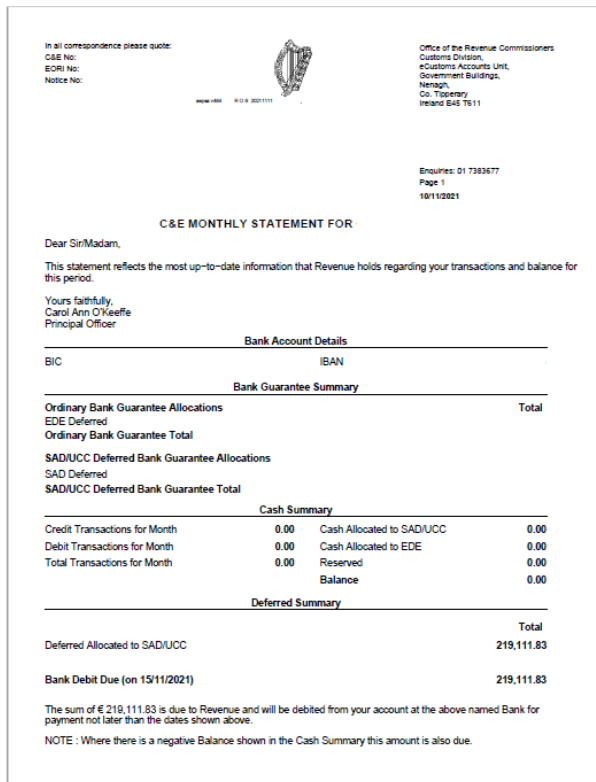 In all correspondence please quote:
C&E No:
EORI No:
Notice No:
Office of the Revenue Commissioners
Customs Division,
eCustoms Accounts Unit,
Government Buildings,
Nenagh,
Co. Tipperary
Ireland E45 T611
ROS 20211111
Enquiries: 01 7383677
Page 1
10/11/2021
C&E MONTHLY STATEMENT FOR
Dear Sir/Madam,
This statement reflects the most up-to-date information that Revenue holds regarding your transactions and balance for
this period.
Yours faithfully,
Carol Ann O'Keeffe
Principal Officer
Bank Account Details
BIC IBAN
Bank Guarantee Summary
Ordinary Bank Guarantee Allocations Total
EDE Deferred
Ordinary Bank Guarantee Total
SAD/UCC Deferred Bank Guarantee Allocations
SAD Deferred
SAD/UCC Deferred Bank Guarantee Total
Cash Summary
Credit Transactions for Month 0.00 Cash Allocated to SAD/UCC 0.00
Debit Transactions for Month 0.00 Cash Allocated to EDE 0.00
Total Transactions for Month 0.00 Reserved 0.00
Balance 0.00
Deferred Summary
Total
Deferred Allocated to SAD/UCC 219,111.83
Bank Debit Due (on 15/11/2021) 219,111.83
The sum of € 219,111.83 is due to Revenue and will be debited from your account at the above named Bank for
payment not later than the dates shown above.
NOTE : Where there is a negative Balance shown in the Cash Summary this amount is also due.